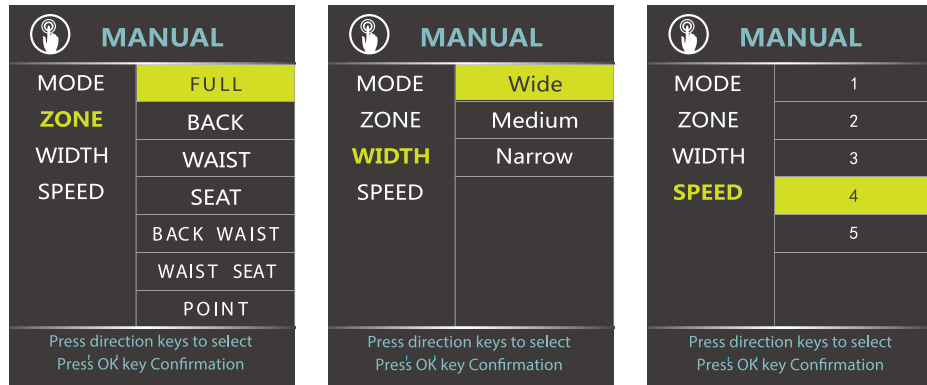 MANUAL
MODE
ZONE
WIDTH
SPEED
FULL
BACK
WAIST
SEAT
BACK WAIST
WAIST SEAT
POINT
Press direction keys to select
Press 'OK' key Confirmation
MANUAL
MODE
ZONE
WIDTH
SPEED
Wide
Medium
Narrow
Press direction keys to select
Press 'OK' key Confirmation
MANUAL
MODE
ZONE
WIDTH
SPEED
1
2
3
4
5
Press direction keys to select
Press 'OK' key Confirmation